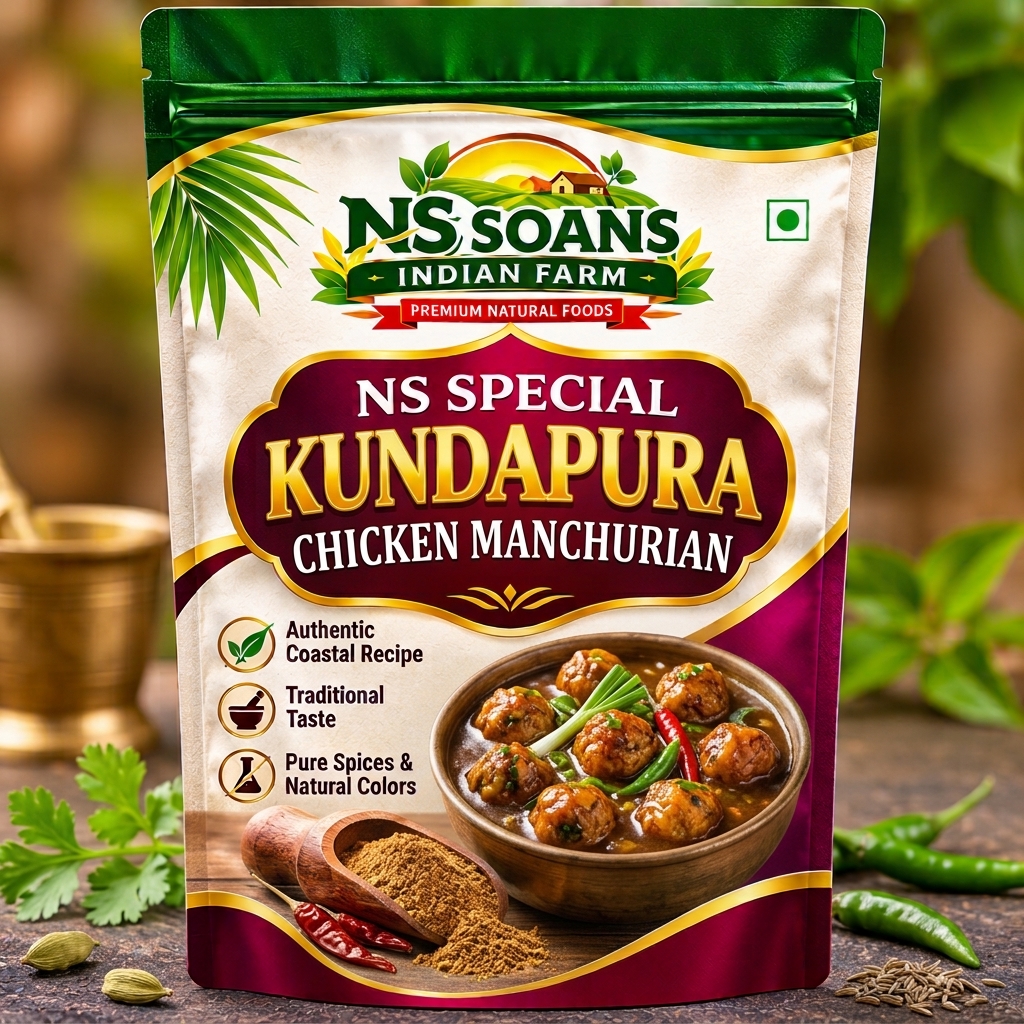 NS SOANS
INDIAN FARM
PREMIUM NATURAL FOODS
NS SPECIAL
KUNDAPURA
CHICKEN MANCHURIAN
Authentic
Coastal Recipe
Traditional
Taste
Pure Spices &
Natural Colors